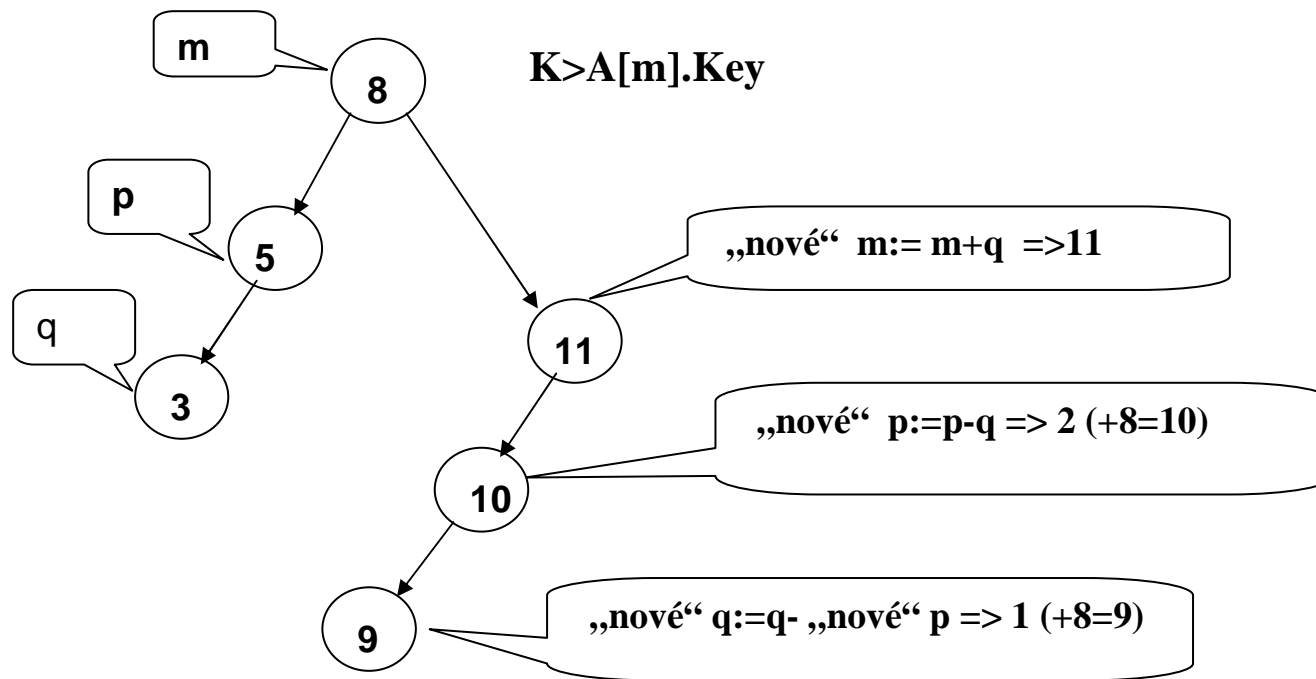 m
8
K>A[m].Key
p
5
„nové“ m:= m+q =>11
q
11
3
„nové“ p:=p-q => 2 (+8=10)
10
„nové“ q:=q- „nové“ p => 1 (+8=9)
9